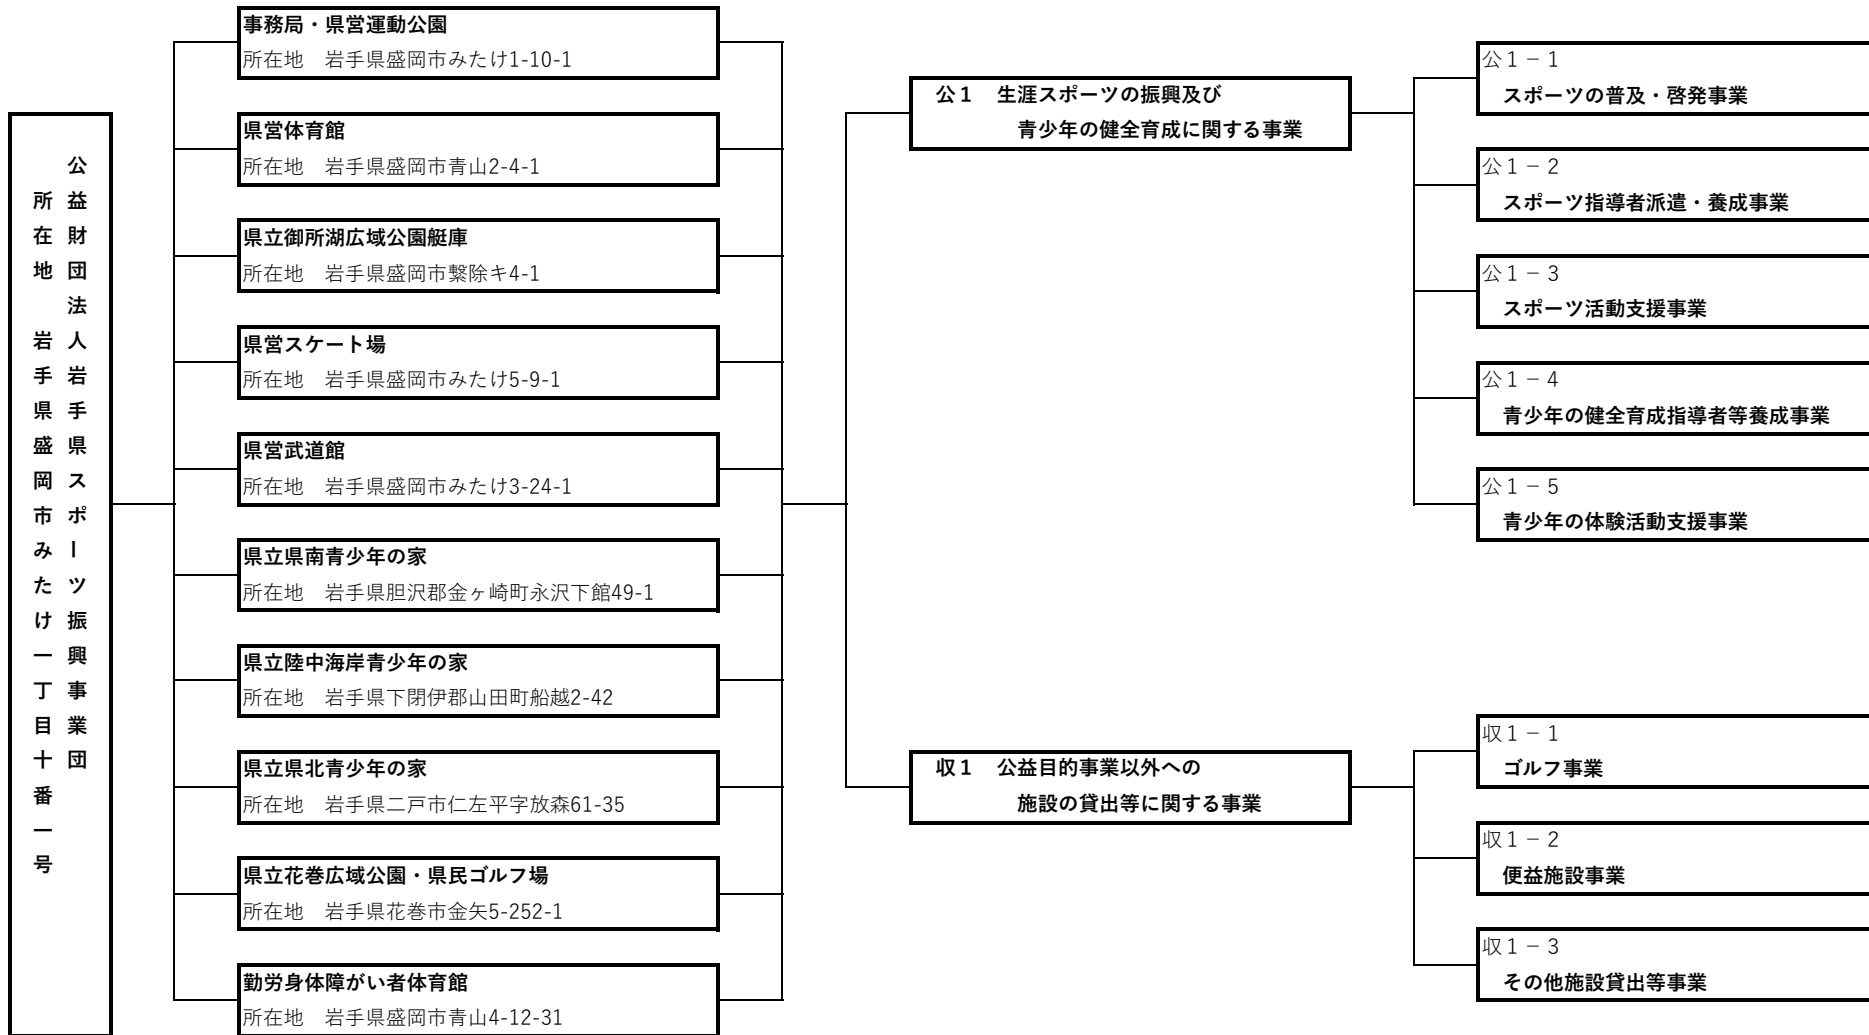 公益財団法人岩手県スポーツ振興事業団
所在地　岩手県盛岡市みたけ一丁目十番一号
事務局・県営運動公園
所在地　岩手県盛岡市みたけ1-10-1
県営体育館
所在地　岩手県盛岡市青山2-4-1
県立御所湖広域公園艇庫
所在地　岩手県盛岡市繋除キ4-1
県営スケート場
所在地　岩手県盛岡市みたけ5-9-1
県営武道館
所在地　岩手県盛岡市みたけ3-24-1
県立県南青少年の家
所在地　岩手県胆沢郡金ヶ崎町永沢下館49-1
県立陸中海岸青少年の家
所在地　岩手県下閉伊郡山田町船越2-42
県立県北青少年の家
所在地　岩手県二戸市仁左平字放森61-35
県立花巻広域公園・県民ゴルフ場
所在地　岩手県花巻市金矢5-252-1
勤労身体障がい者体育館
所在地　岩手県盛岡市青山4-12-31
公１　生涯スポーツの振興及び
青少年の健全育成に関する事業
公１－１
スポーツの普及・啓発事業
公１－２
スポーツ指導者派遣・養成事業
公１－３
スポーツ活動支援事業
公１－４
青少年の健全育成指導者等養成事業
公１－５
青少年の体験活動支援事業
収１　公益目的事業以外への
施設の貸出等に関する事業
収１－１
ゴルフ事業
収１－２
便益施設事業
収１－３
その他施設貸出等事業